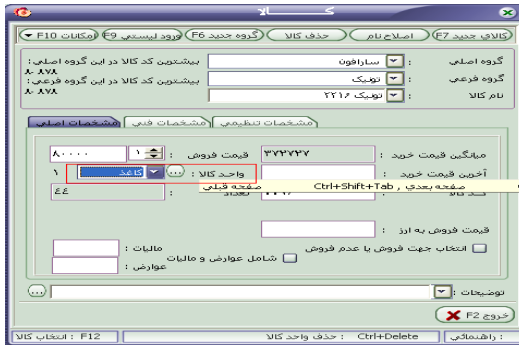 کـــــالا
کالای جدید F7 اصلاح نام حذف کالا گروه جدید F6 ورود لیستی F9 امکانات F10
گروه اصلی : سارافون بیشترین کد کالا در این گروه اصلی:
۸۰۸۷۸
گروه فرعی : تونیک بیشترین کد کالا در این گروه فرعی:
۸۰۸۷۸
نام کالا : تونیک ۲۲۱۶
مشخصات اصلی مشخصات فنی مشخصات تنظیمی
میانگین قیمت خرید : ۳۷۳۷۳۷ قیمت فروش : ۱ ۸۰۰۰۰
آخرین قیمت خرید : واحد کالا : ... کاغذ ۱
صفحه بعدی , Ctrl+Shift+Tab صفحه قبلی
تعداد : ٤٤
قیمت فروش به ارز :
انتخاب جهت فروش یا عدم فروش شامل عوارض و مالیات مالیات :
عوارض :
توضیحات : ...
خروج F2
راهنمائی : Ctrl+Delete : حذف واحد کالا F12 : انتخاب کالا